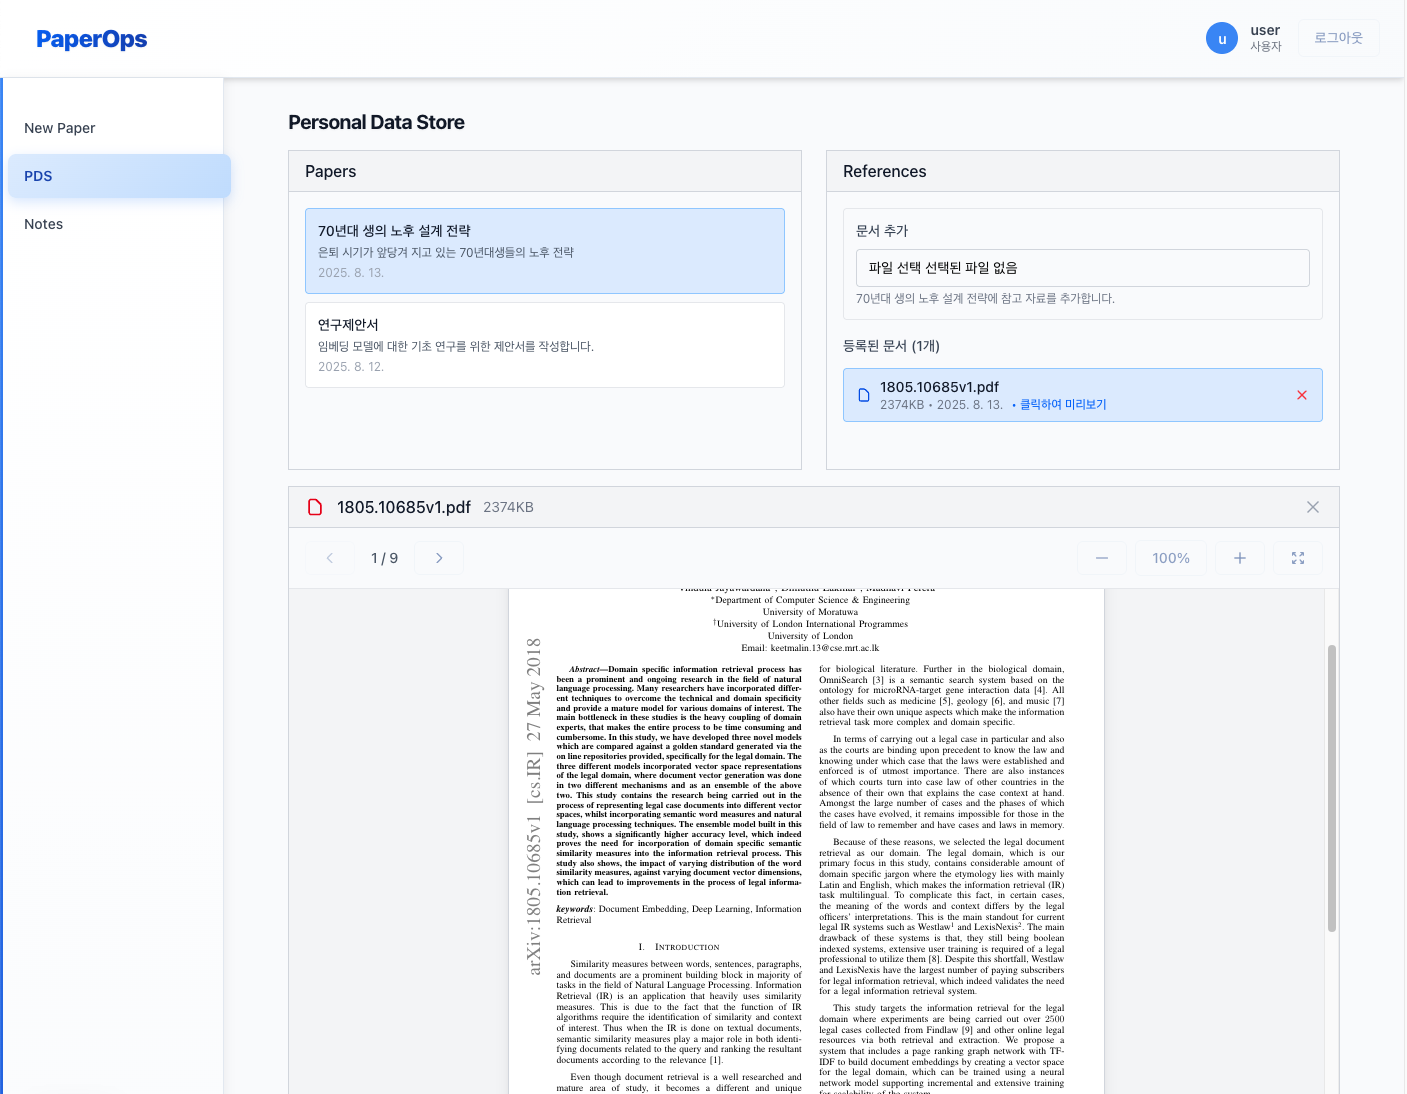 PaperOps
u
user
사용자
로그아웃
New Paper
PDS
Notes
Personal Data Store
Papers
70년대 생의 노후 설계 전략
은퇴 시기가 앞당겨 지고 있는 70년대생들의 노후 전략
2025. 8. 13.
연구제안서
임베딩 모델에 대한 기초 연구를 위한 제안서를 작성합니다.
2025. 8. 12.
References
문서 추가
파일 선택 선택된 파일 없음
70년대 생의 노후 설계 전략에 참고 자료를 추가합니다.
등록된 문서 (1개)
1805.10685v1.pdf
2374KB • 2025. 8. 13. • 클릭하여 미리보기
1805.10685v1.pdf 2374KB
1 / 9
100%
*Department of Computer Science & Engineering
University of Moratuwa
†University of London International Programmes
University of London
Email: keetmalin.13@cse.mrt.ac.lk
arXiv:1805.10685v1 [cs.IR] 27 May 2018
Abstract—Domain specific information retrieval process has
been a prominent and ongoing research in the field of natural
language processing. Many researchers have incorporated differ-
ent techniques to overcome the technical and domain specificity
and provide a mature model for various domains of interest. The
main bottleneck in these studies is the heavy coupling of domain
experts, that makes the entire process to be time consuming and
cumbersome. In this study, we have developed three novel models
which are compared against a golden standard generated via the
on line repositories provided, specifically for the legal domain. The
three different models incorporated vector space representations
of the legal domain, where document vector generation was done
in two different mechanisms and as an ensemble of the above
two. This study contains the research being carried out in the
process of representing legal case documents into different vector
spaces, whilst incorporating semantic word measures and natural
language processing techniques. The ensemble model built in this
study, shows a significantly higher accuracy level, which indeed
proves the need for incorporation of domain specific semantic
similarity measures into the information retrieval process. This
study also shows, the impact of varying distribution of the word
similarity measures, against varying document vector dimensions,
which can lead to improvements in the process of legal informa-
tion retrieval.
keywords: Document Embedding, Deep Learning, Information
Retrieval
I. Introduction
Similarity measures between words, sentences, paragraphs,
and documents are a prominent building block in majority of
tasks in the field of Natural Language Processing. Information
Retrieval (IR) is an application that heavily uses similarity
measures. This is due to the fact that the function of IR
algorithms require the identification of similarity and context
of interest. Thus when the IR is done on textual documents,
semantic similarity measures play a major role in both identi-
fying documents related to the query and ranking the resultant
documents according to the relevance [1].
Even though document retrieval is a well researched and
mature area of study, it becomes a different and unique
for biological literature. Further in the biological domain,
OmniSearch [3] is a semantic search system based on the
ontology for microRNA-target gene interaction data [4]. All
other fields such as medicine [5], geology [6], and music [7]
also have their own unique aspects which make the information
retrieval task more complex and domain specific.
In terms of carrying out a legal case in particular and also
as the courts are binding upon precedent to know the law and
knowing under which case that the laws were established and
enforced is of utmost importance. There are also instances
of which courts turn into case law of other countries in the
absence of their own that explains the case context at hand.
Amongst the large number of cases and the phases of which
the cases have evolved, it remains impossible for those in the
field of law to remember and have cases and laws in memory.
Because of these reasons, we selected the legal document
retrieval as our domain. The legal domain, which is our
primary focus in this study, contains considerable amount of
domain specific jargon where the etymology lies with mainly
Latin and English, which makes the information retrieval (IR)
task multilingual. To complicate this fact, in certain cases,
the meaning of the words and context differs by the legal
officers' interpretations. This is the main standout for current
legal IR systems such as Westlaw1 and LexisNexis2. The main
drawback of these systems is that, they still being boolean
indexed systems, extensive user training is required of a legal
professional to utilize them [8]. Despite this shortfall, Westlaw
and LexisNexis have the largest number of paying subscribers
for legal information retrieval, which indeed validates the need
for a legal information retrieval system.
This study targets the information retrieval for the legal
domain where experiments are being carried out over 2500
legal cases collected from Findlaw [9] and other online legal
resources via both retrieval and extraction. We propose a
system that includes a page ranking graph network with TF-
IDF to build document embeddings by creating a vector space
for the legal domain, which can be trained using a neural
network model supporting incremental and extensive training